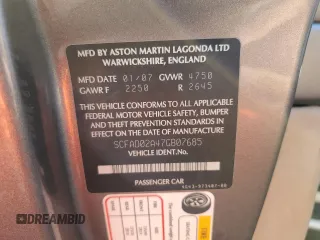 MFD BY ASTON MARTIN LAGONDA LTD
WARWICKSHIRE, ENGLAND
MFD DATE 01/07 GVWR 4750
GAWR F 2250 R 2645
THIS VEHICLE CONFORMS TO ALL APPLICABLE
FEDERAL MOTOR VEHICLE SAFETY, BUMPER
AND THEFT PREVENTION STANDARDS IN EFFECT
ON THE DATE OF MANUFACTURE
SCFAD02A47GB07685
VEHICLE IDENT.No.
PASSENGER CAR
DREAMBID